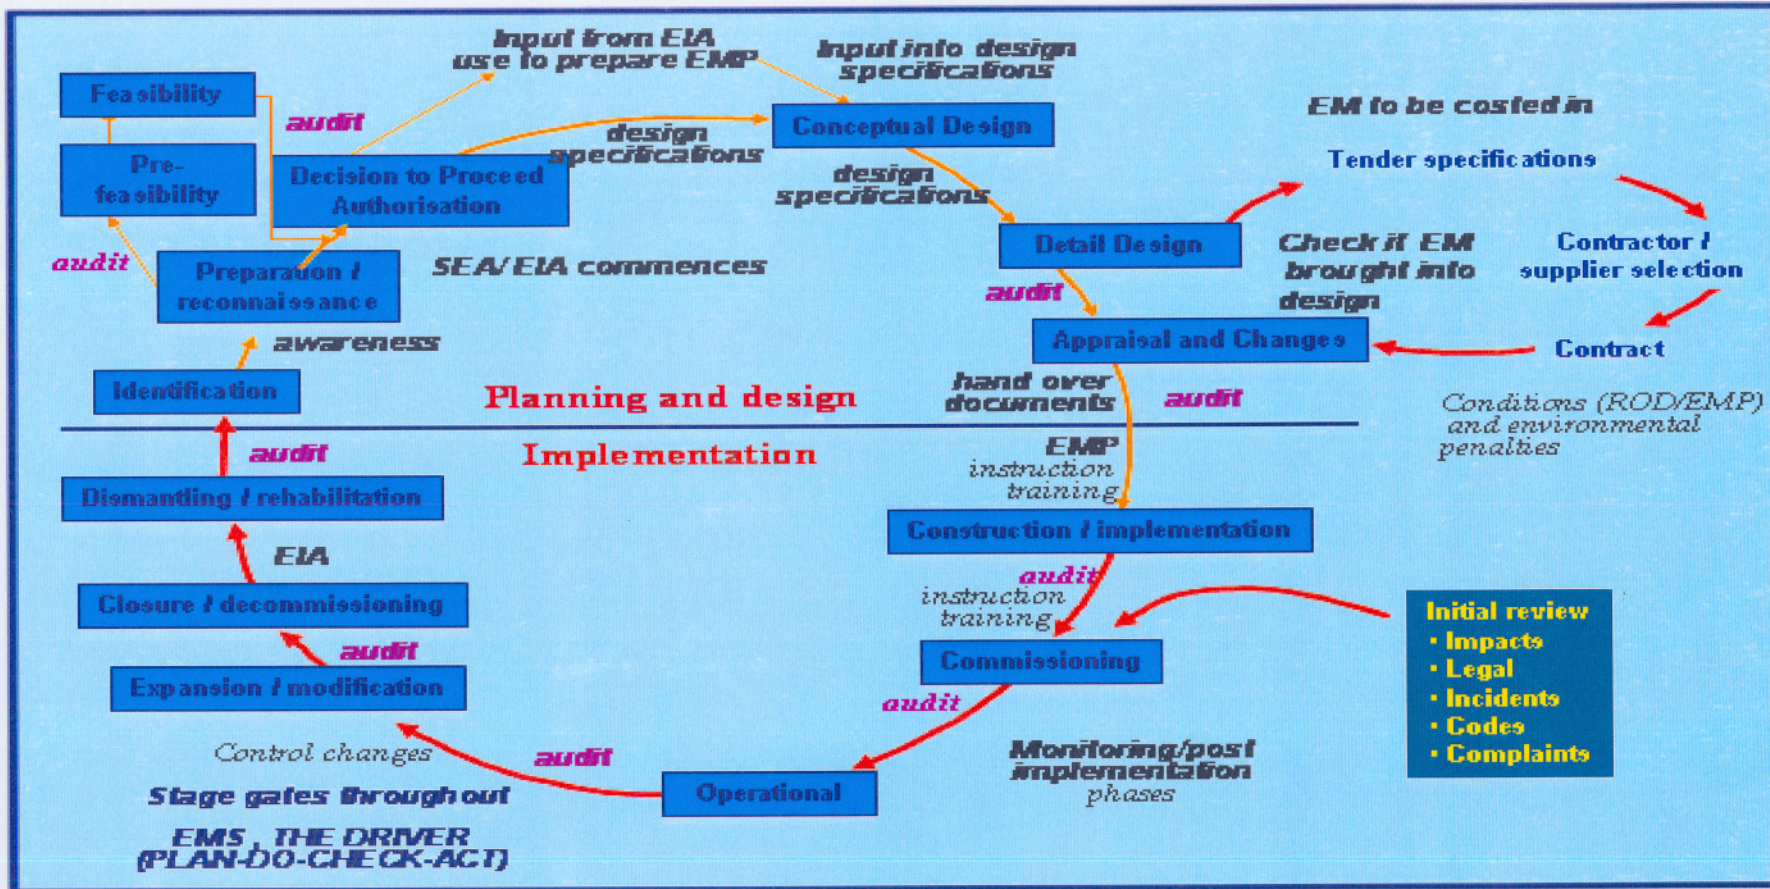 Input from EIA
use to prepare EMP
Input into design
specifications
Feasibility
audit
EM to be costed in
Conceptual Design
design
specifications
Pre-
feasibility
Decision to Proceed
Authorisation
design
specifications
Tender specifications
Detail Design
Check if EM
brought into
design
Contractor /
supplier selection
audit
Preparation /
reconnaissance
SEA/EIA commences
audit
Appraisal and Changes
Contract
awareness
Identification
Planning and design
hand over
documents
audit
Conditions (ROD/EMP)
and environmental
penalties
audit
Implementation
EMP
instruction
training
Dismantling / rehabilitation
Construction / implementation
EIA
audit
instruction
training
Closure / decommissioning
Initial review
• Impacts
• Legal
• Incidents
• Codes
• Complaints
audit
Commissioning
Expansion / modification
audit
Control changes
audit
Monitoring/post
implementation
phases
Operational
Stage gates throughout
EMS , THE DRIVER
(PLAN-DO-CHECK-ACT)